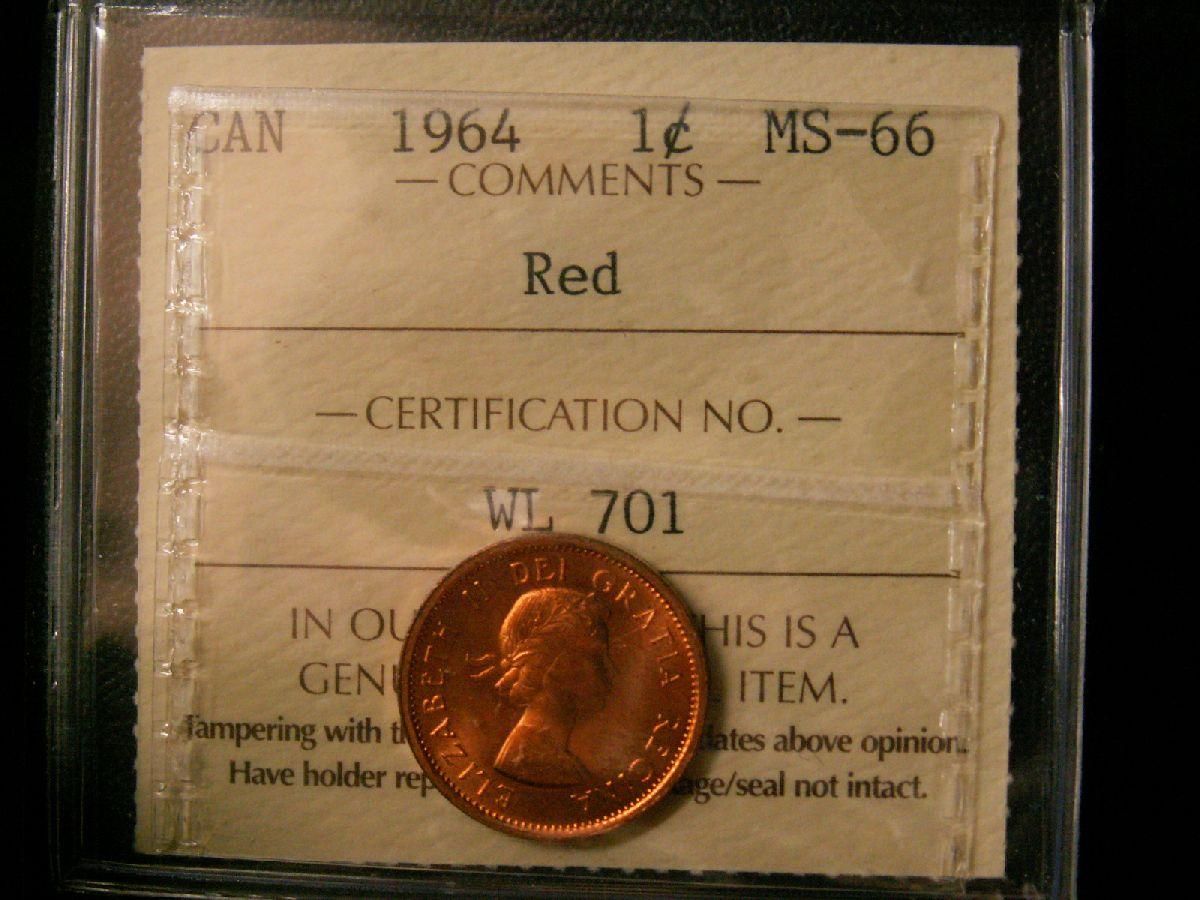 CAN 1964 1¢ MS-66
— COMMENTS —
Red
— CERTIFICATION NO. —
WL 701
IN OU HIS IS A
GENU ITEM.
Tampering with th dates above opinion.
Have holder rep age/seal not intact.
ELIZABETH II DEI GRATIA REGINA